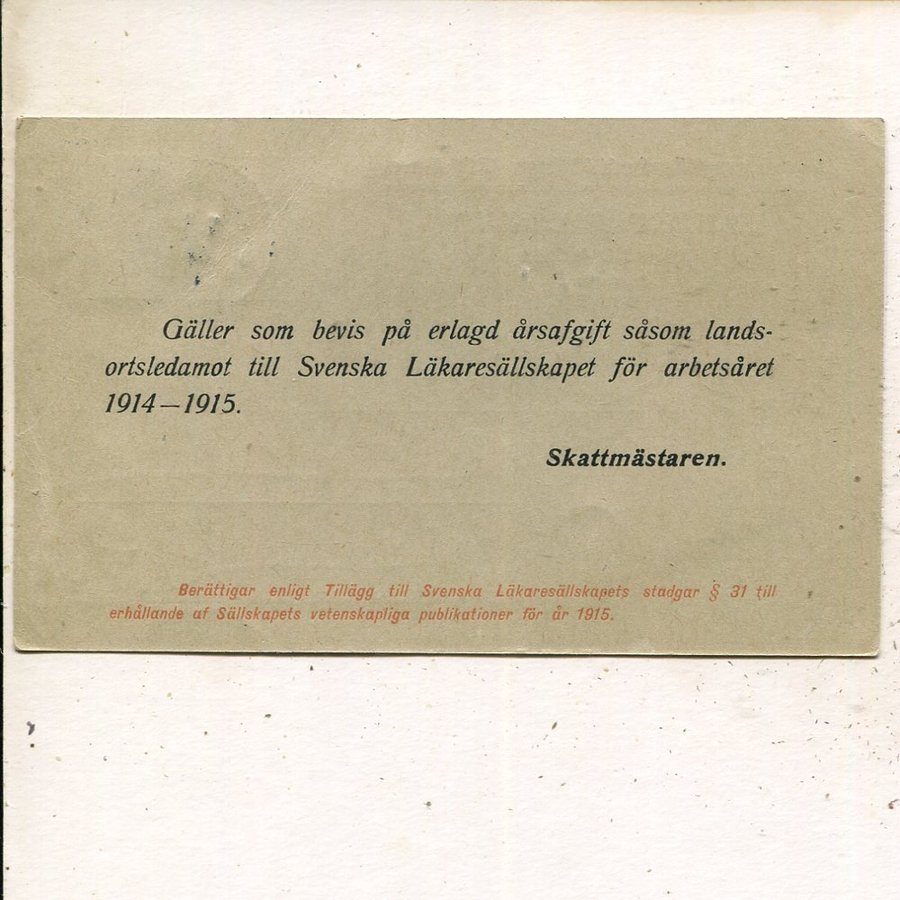 Gäller som bevis på erlagd årsafgift såsom lands-
ortsledamot till Svenska Läkaresällskapet för arbetsåret
1914—1915.
Skattmästaren.
Berättigar enligt Tillägg till Svenska Läkaresällskapets stadgar § 31 till
erhållande af Sällskapets vetenskapliga publikationer för år 1915.